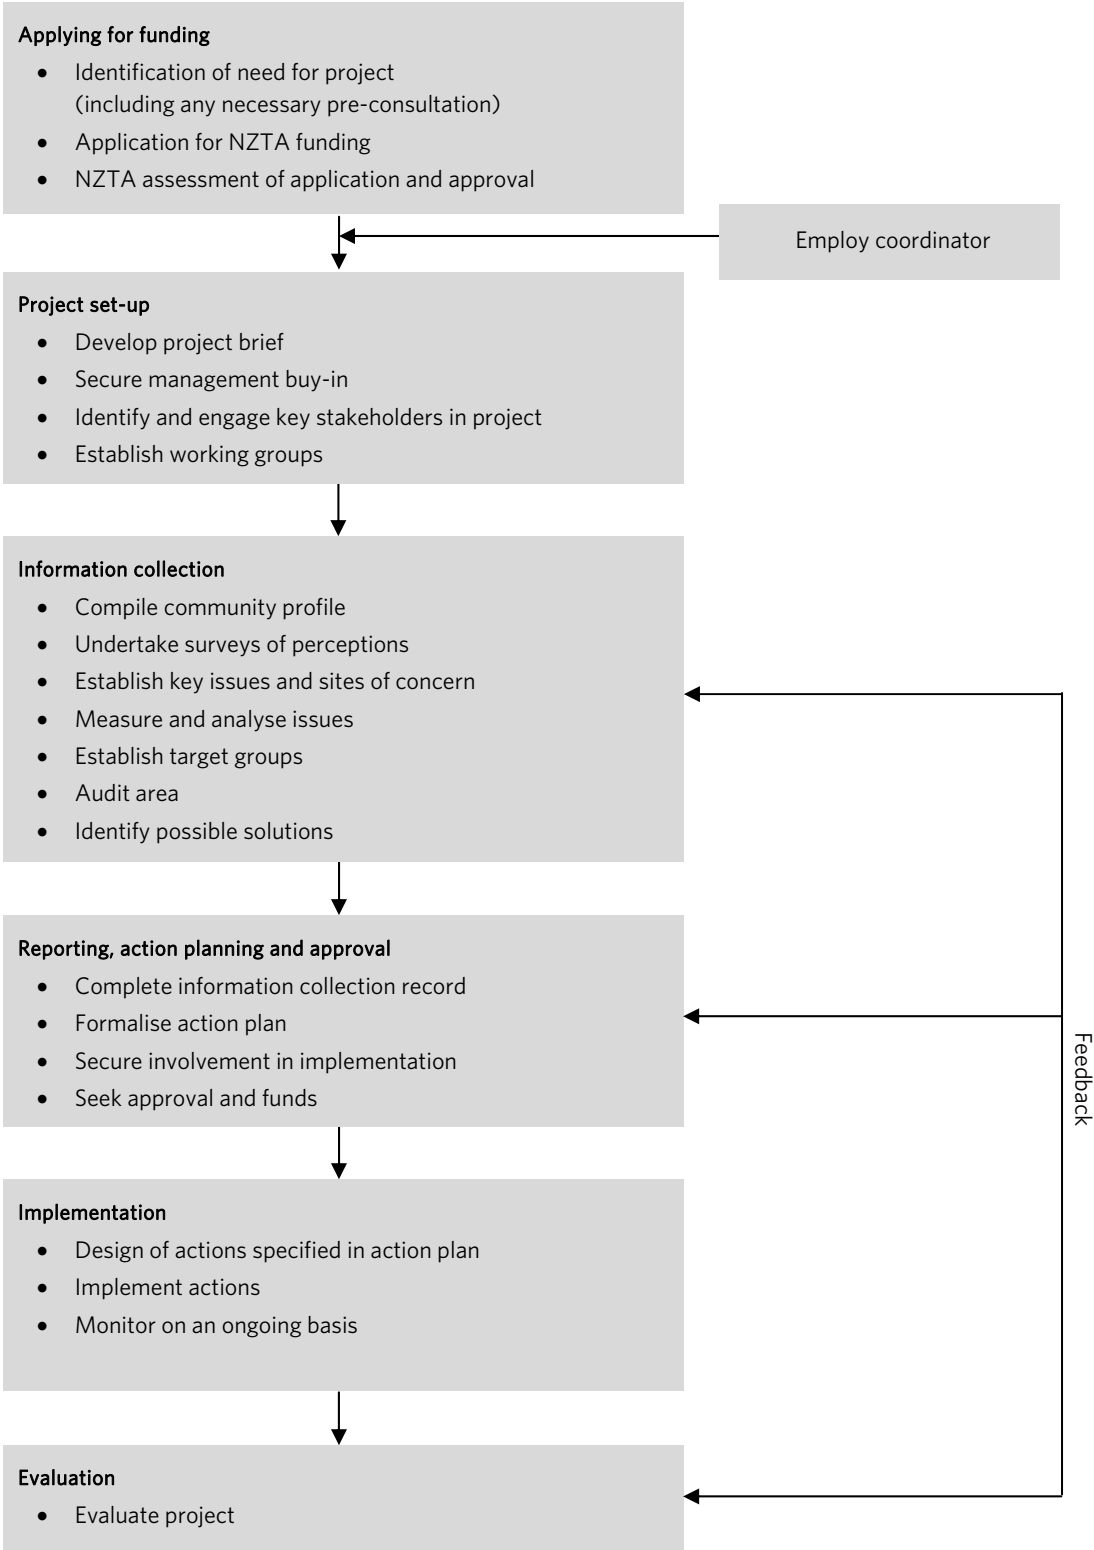 Applying for funding
• Identification of need for project
(including any necessary pre-consultation)
• Application for NZTA funding
• NZTA assessment of application and approval
Employ coordinator
Project set-up
• Develop project brief
• Secure management buy-in
• Identify and engage key stakeholders in project
• Establish working groups
Information collection
• Compile community profile
• Undertake surveys of perceptions
• Establish key issues and sites of concern
• Measure and analyse issues
• Establish target groups
• Audit area
• Identify possible solutions
Reporting, action planning and approval
• Complete information collection record
• Formalise action plan
• Secure involvement in implementation
• Seek approval and funds
Feedback
Implementation
• Design of actions specified in action plan
• Implement actions
• Monitor on an ongoing basis
Evaluation
• Evaluate project